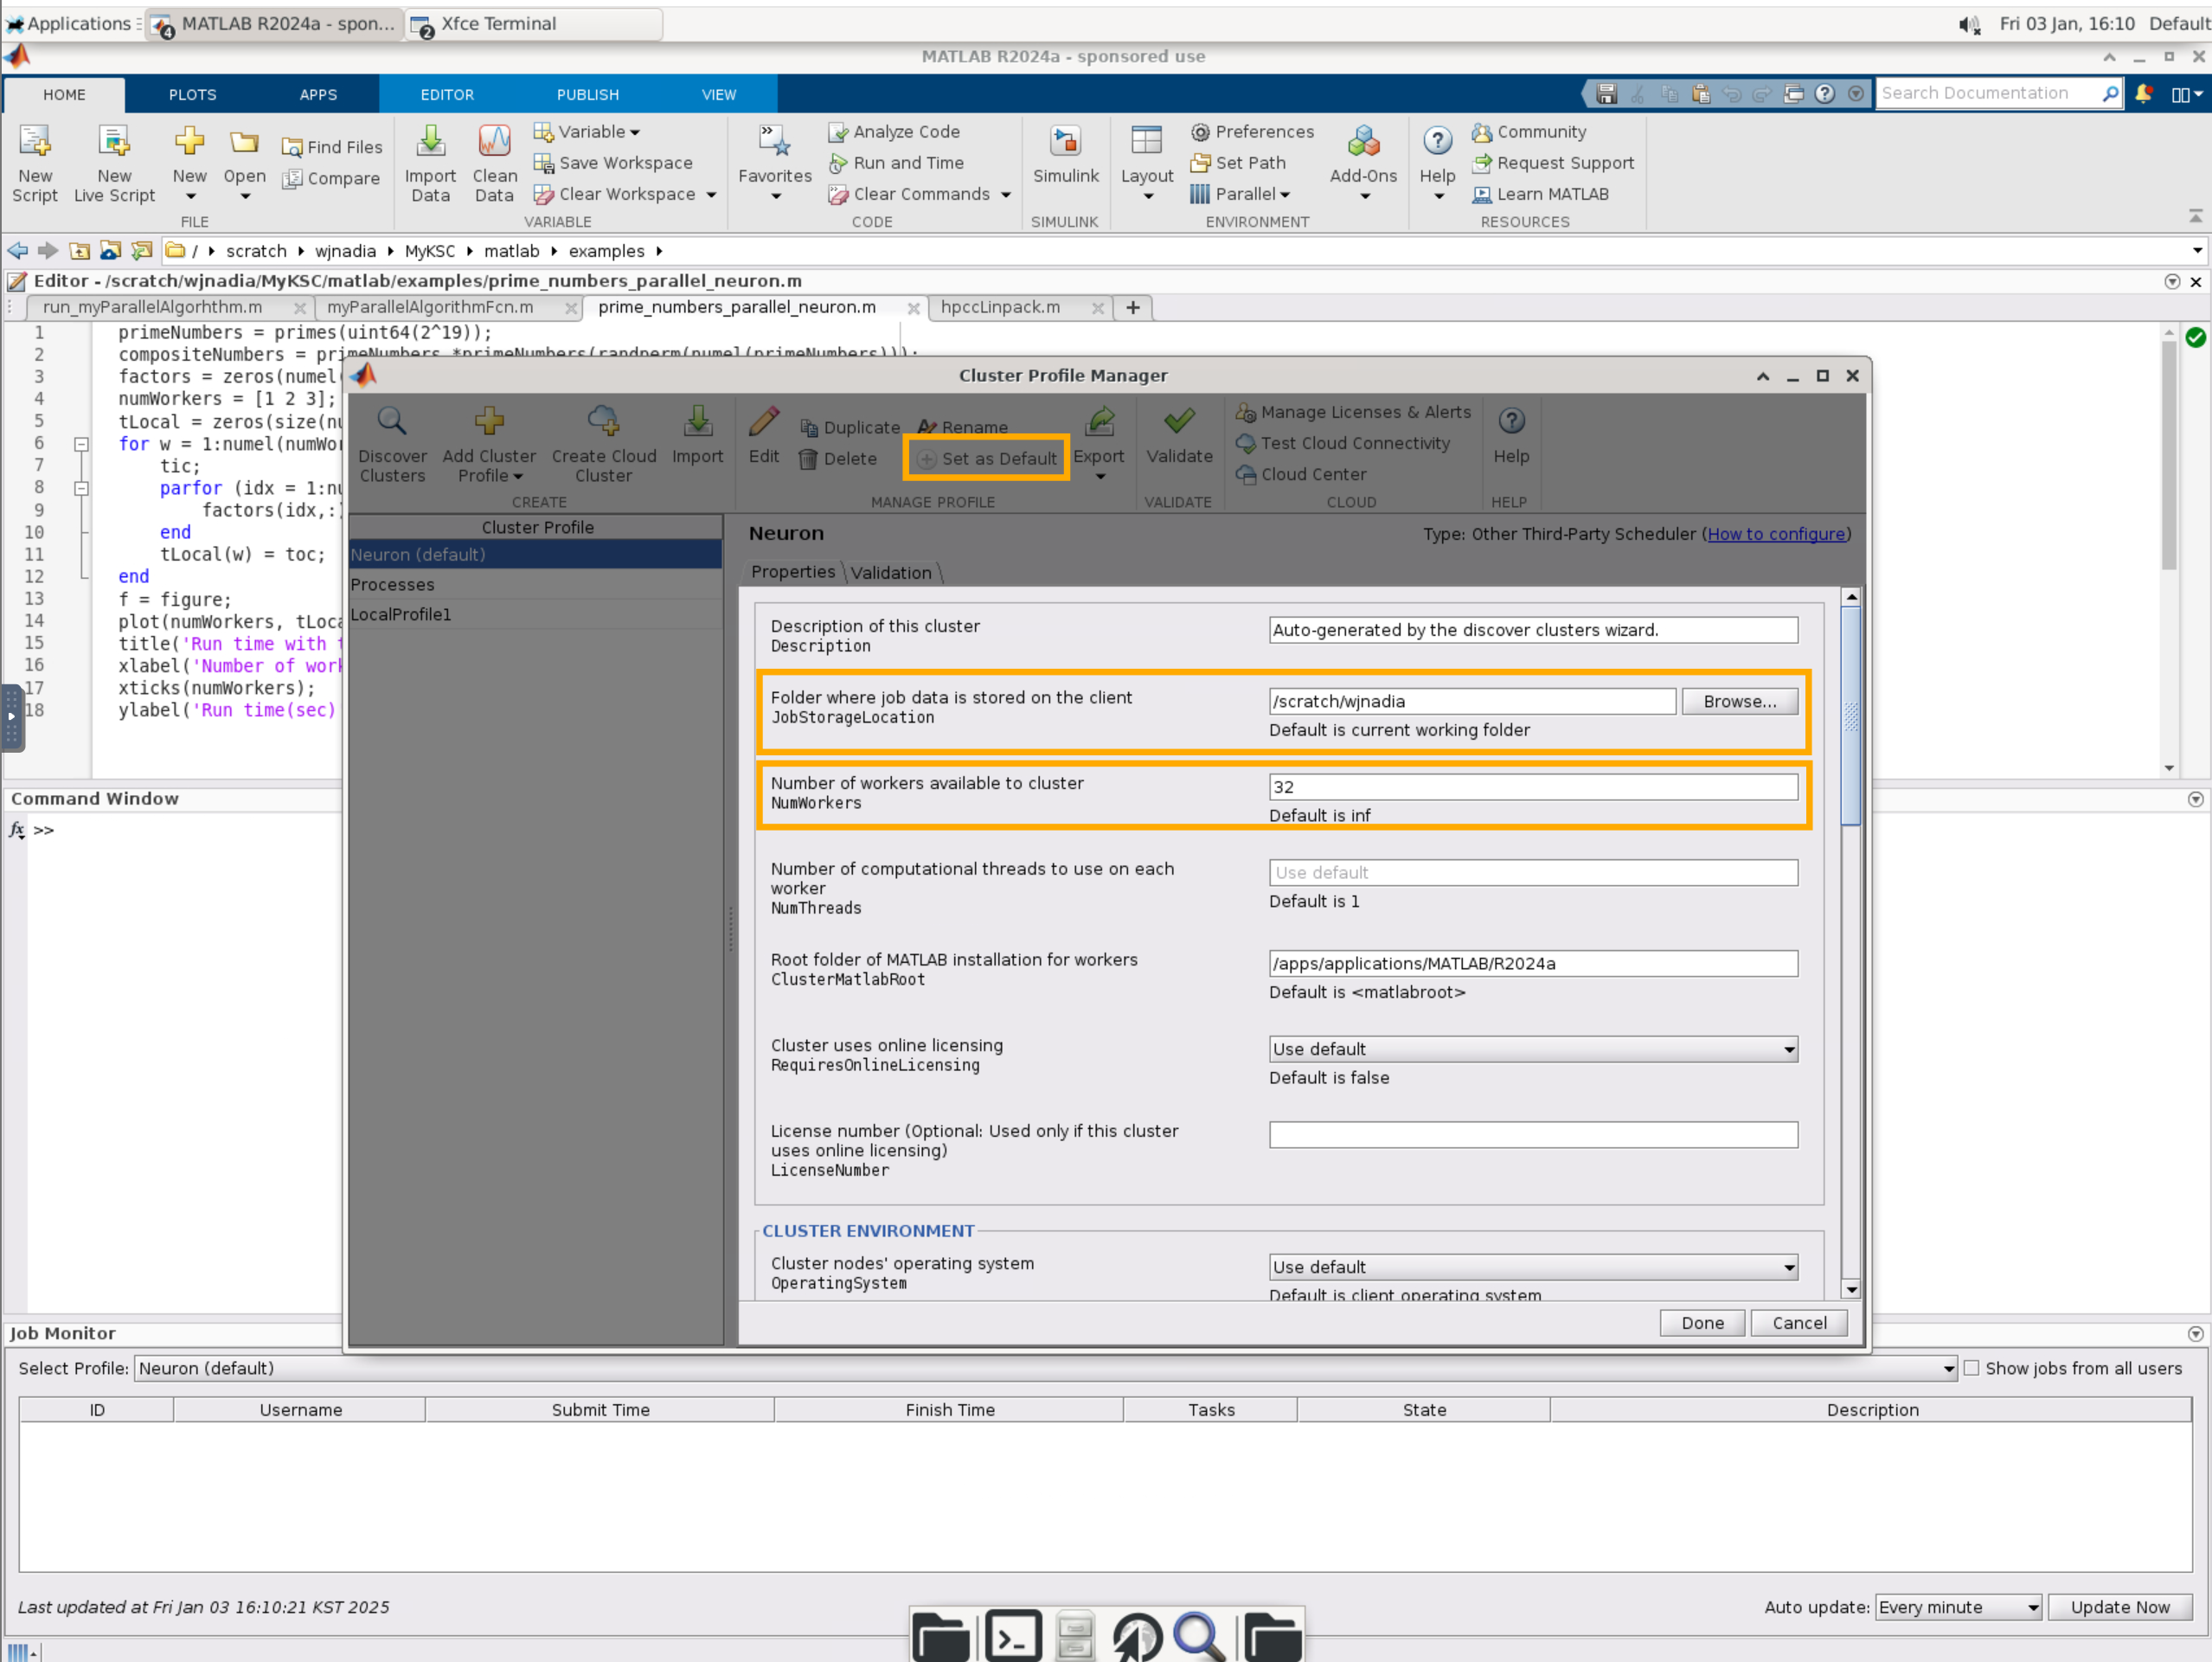 Applications
MATLAB R2024a - spon...
Xfce Terminal
Fri 03 Jan, 16:10 Default
MATLAB R2024a - sponsored use
HOME PLOTS APPS EDITOR PUBLISH VIEW
Search Documentation
New Script
New Live Script
New
Open
Find Files
Compare
FILE
Import Data
Clean Data
Variable
Save Workspace
Clear Workspace
VARIABLE
Favorites
Analyze Code
Run and Time
Clear Commands
CODE
Simulink
SIMULINK
Layout
Preferences
Set Path
Parallel
Add-Ons
ENVIRONMENT
Help
Community
Request Support
Learn MATLAB
RESOURCES
/ scratch wjnadia MyKSC matlab examples
Editor - /scratch/wjnadia/MyKSC/matlab/examples/prime_numbers_parallel_neuron.m
run_myParallelAlgorhthm.m myParallelAlgorithmFcn.m prime_numbers_parallel_neuron.m hpccLinpack.m +
1 primeNumbers = primes(uint64(2^19));
2 compositeNumbers = primeNumbers.*primeNumbers(randperm(numel(primeNumbers)));
3 factors = zeros(numel(
4 numWorkers = [1 2 3];
5 tLocal = zeros(size(nu
6 for w = 1:numel(numWor
7 tic;
8 parfor (idx = 1:nu
9 factors(idx,:)
10 end
11 tLocal(w) = toc;
12 end
13 f = figure;
14 plot(numWorkers, tLoca
15 title('Run time with t
16 xlabel('Number of work
17 xticks(numWorkers);
18 ylabel('Run time(sec)
Command Window
fx >>
Cluster Profile Manager
Discover Clusters
Add Cluster Profile
Create Cloud Cluster
Import
CREATE
Edit
Duplicate
Delete
Rename
Set as Default
Export
MANAGE PROFILE
Validate
VALIDATE
Manage Licenses & Alerts
Test Cloud Connectivity
Cloud Center
CLOUD
Help
HELP
Cluster Profile
Neuron (default)
Processes
LocalProfile1
Neuron
Type: Other Third-Party Scheduler (How to configure)
Properties Validation
Description of this cluster
Description
Auto-generated by the discover clusters wizard.
Folder where job data is stored on the client
JobStorageLocation
/scratch/wjnadia
Browse...
Default is current working folder
Number of workers available to cluster
NumWorkers
32
Default is inf
Number of computational threads to use on each
worker
NumThreads
Use default
Default is 1
Root folder of MATLAB installation for workers
ClusterMatlabRoot
/apps/applications/MATLAB/R2024a
Default is <matlabroot>
Cluster uses online licensing
RequiresOnlineLicensing
Use default
Default is false
License number (Optional: Used only if this cluster
uses online licensing)
LicenseNumber
CLUSTER ENVIRONMENT
Cluster nodes' operating system
OperatingSystem
Use default
Default is client operating system
Done
Cancel
Job Monitor
Select Profile: Neuron (default)
Show jobs from all users
ID Username Submit Time Finish Time Tasks State Description
Last updated at Fri Jan 03 16:10:21 KST 2025
Auto update: Every minute
Update Now